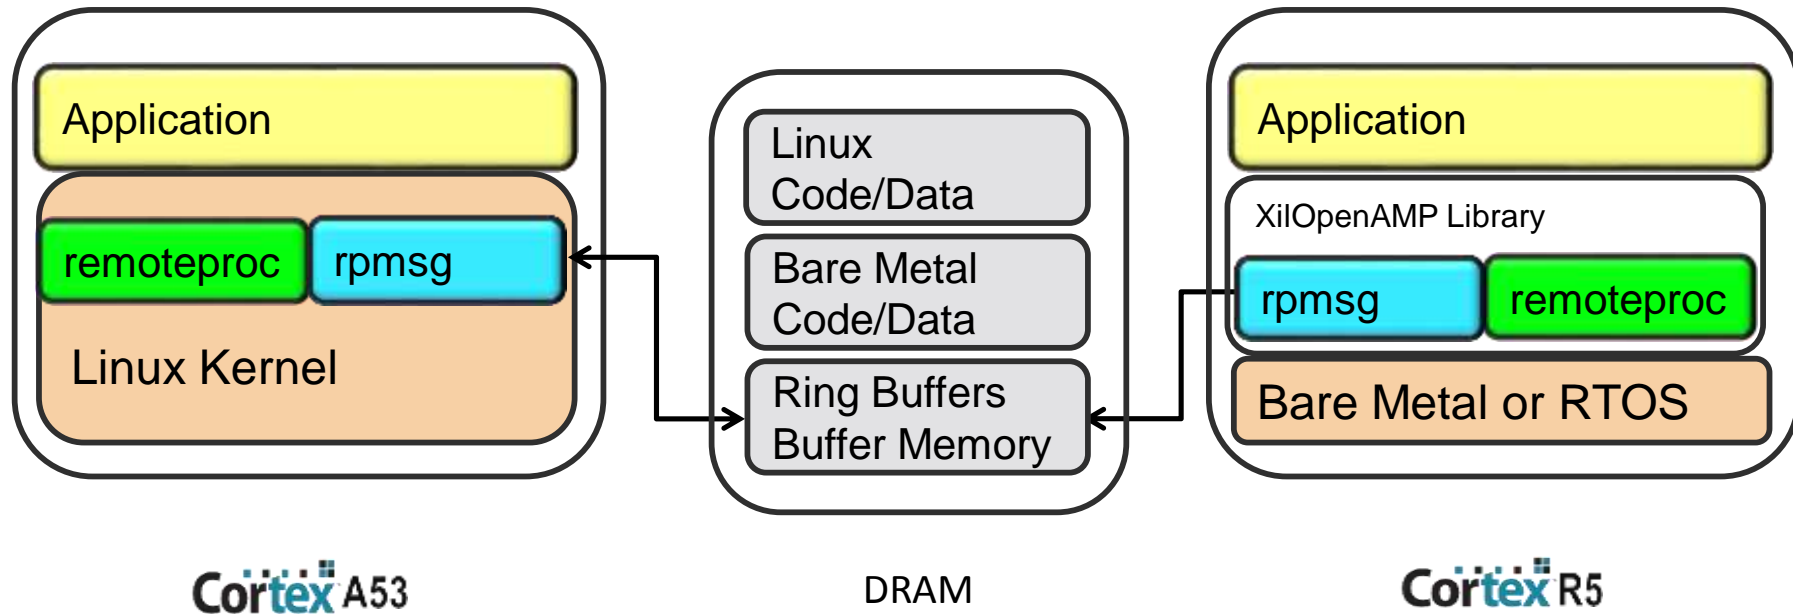 Application
remoteproc
rpmsg
Linux Kernel
Cortex A53
Linux
Code/Data
Bare Metal
Code/Data
Ring Buffers
Buffer Memory
DRAM
Application
XilOpenAMP Library
rpmsg
remoteproc
Bare Metal or RTOS
Cortex R5